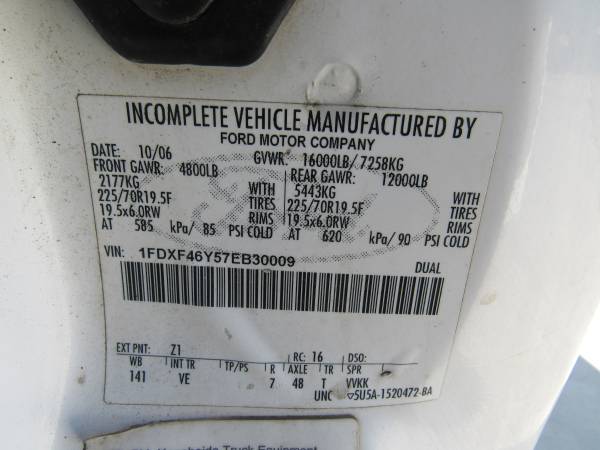 INCOMPLETE VEHICLE MANUFACTURED BY
FORD MOTOR COMPANY
DATE: 10/06 GVWR: 16000LB/ 7258KG
FRONT GAWR: 4800LB REAR GAWR: 12000LB
2177KG WITH 5443KG WITH
225/70R19.5F TIRES 225/70R19.5F TIRES
19.5x6.0RW RIMS 19.5x6.0RW RIMS
AT 585 kPa/ 85 PSI COLD AT 620 kPa/ 90 PSI COLD
VIN: 1FDXF46Y57EB30009 DUAL
EXT PNT: Z1 RC: 16 DSO:
WB INT TR TP/PS R AXLE TR SPR
141 VE 7 48 T VVKK
UNC ▽5U5A-1520472-BA
Truck Equipment